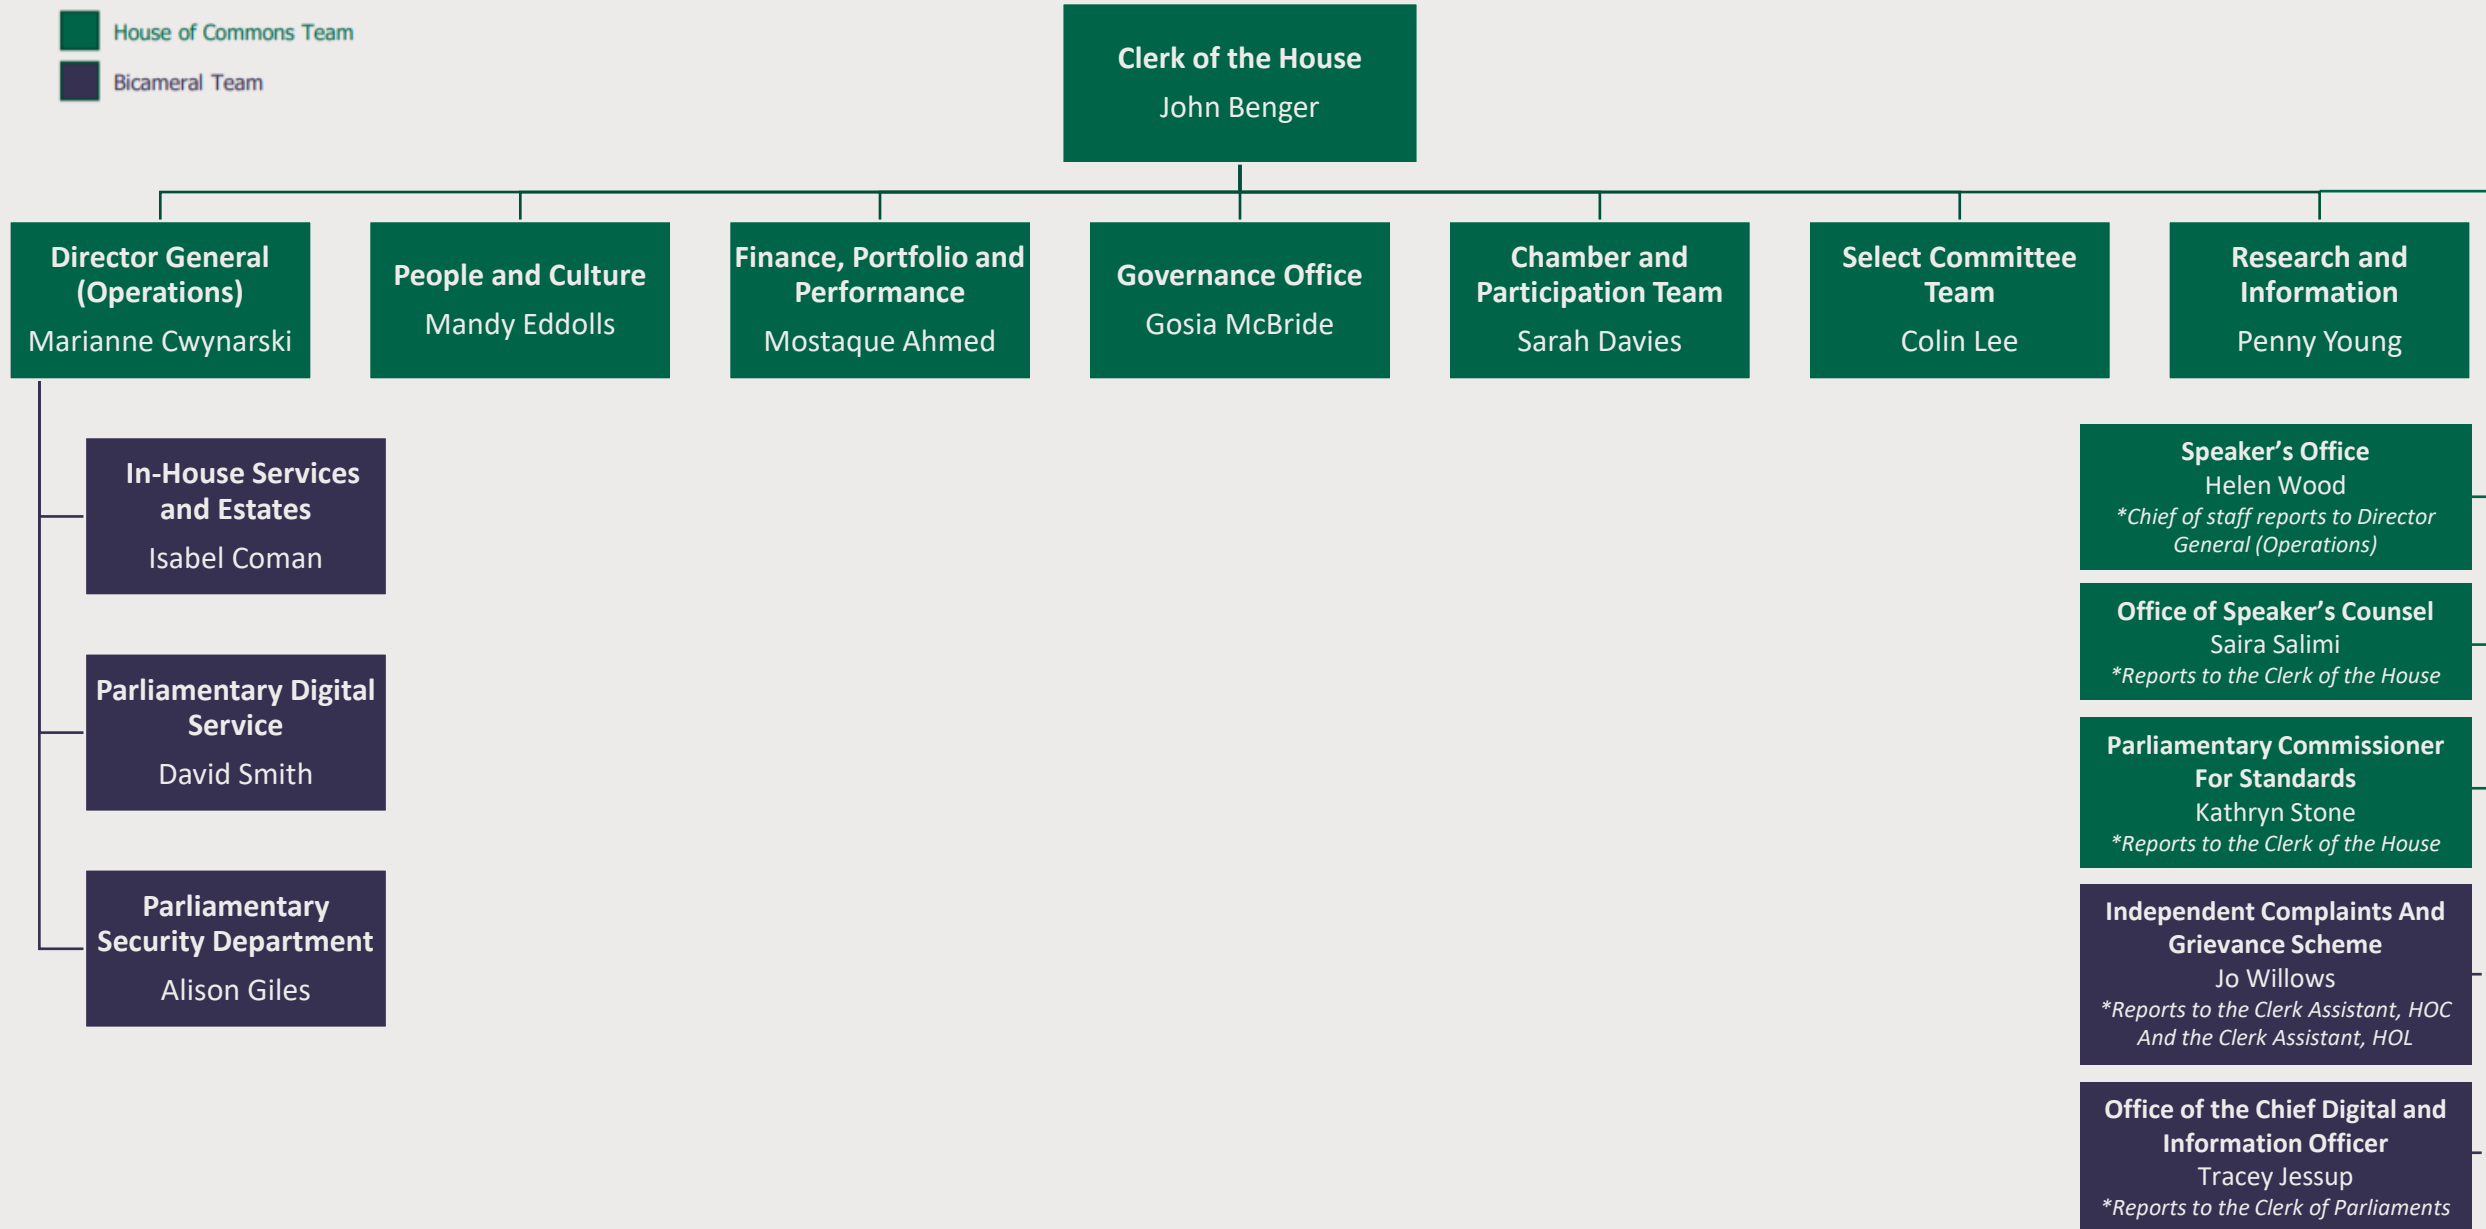 House of Commons Team
Bicameral Team
Clerk of the House
John Benger
Director General
(Operations)
Marianne Cwynarski
People and Culture
Mandy Eddolls
Finance, Portfolio and
Performance
Mostaque Ahmed
Governance Office
Gosia McBride
Chamber and
Participation Team
Sarah Davies
Select Committee
Team
Colin Lee
Research and
Information
Penny Young
In-House Services
and Estates
Isabel Coman
Parliamentary Digital
Service
David Smith
Parliamentary
Security Department
Alison Giles
Speaker’s Office
Helen Wood
*Chief of staff reports to Director
General (Operations)
Office of Speaker’s Counsel
Saira Salimi
*Reports to the Clerk of the House
Parliamentary Commissioner
For Standards
Kathryn Stone
*Reports to the Clerk of the House
Independent Complaints And
Grievance Scheme
Jo Willows
*Reports to the Clerk Assistant, HOC
And the Clerk Assistant, HOL
Office of the Chief Digital and
Information Officer
Tracey Jessup
*Reports to the Clerk of Parliaments